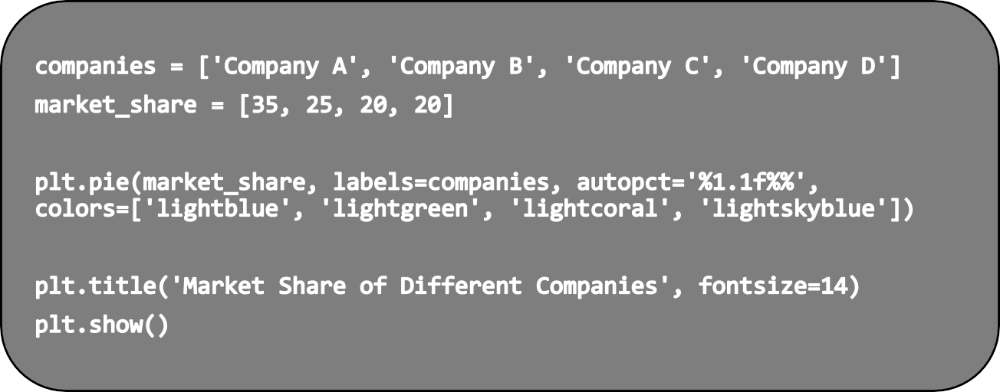 companies = ['Company A', 'Company B', 'Company C', 'Company D']
market_share = [35, 25, 20, 20]
plt.pie(market_share, labels=companies, autopct='%1.1f%%',
colors=['lightblue', 'lightgreen', 'lightcoral', 'lightskyblue'])
plt.title('Market Share of Different Companies', fontsize=14)
plt.show()